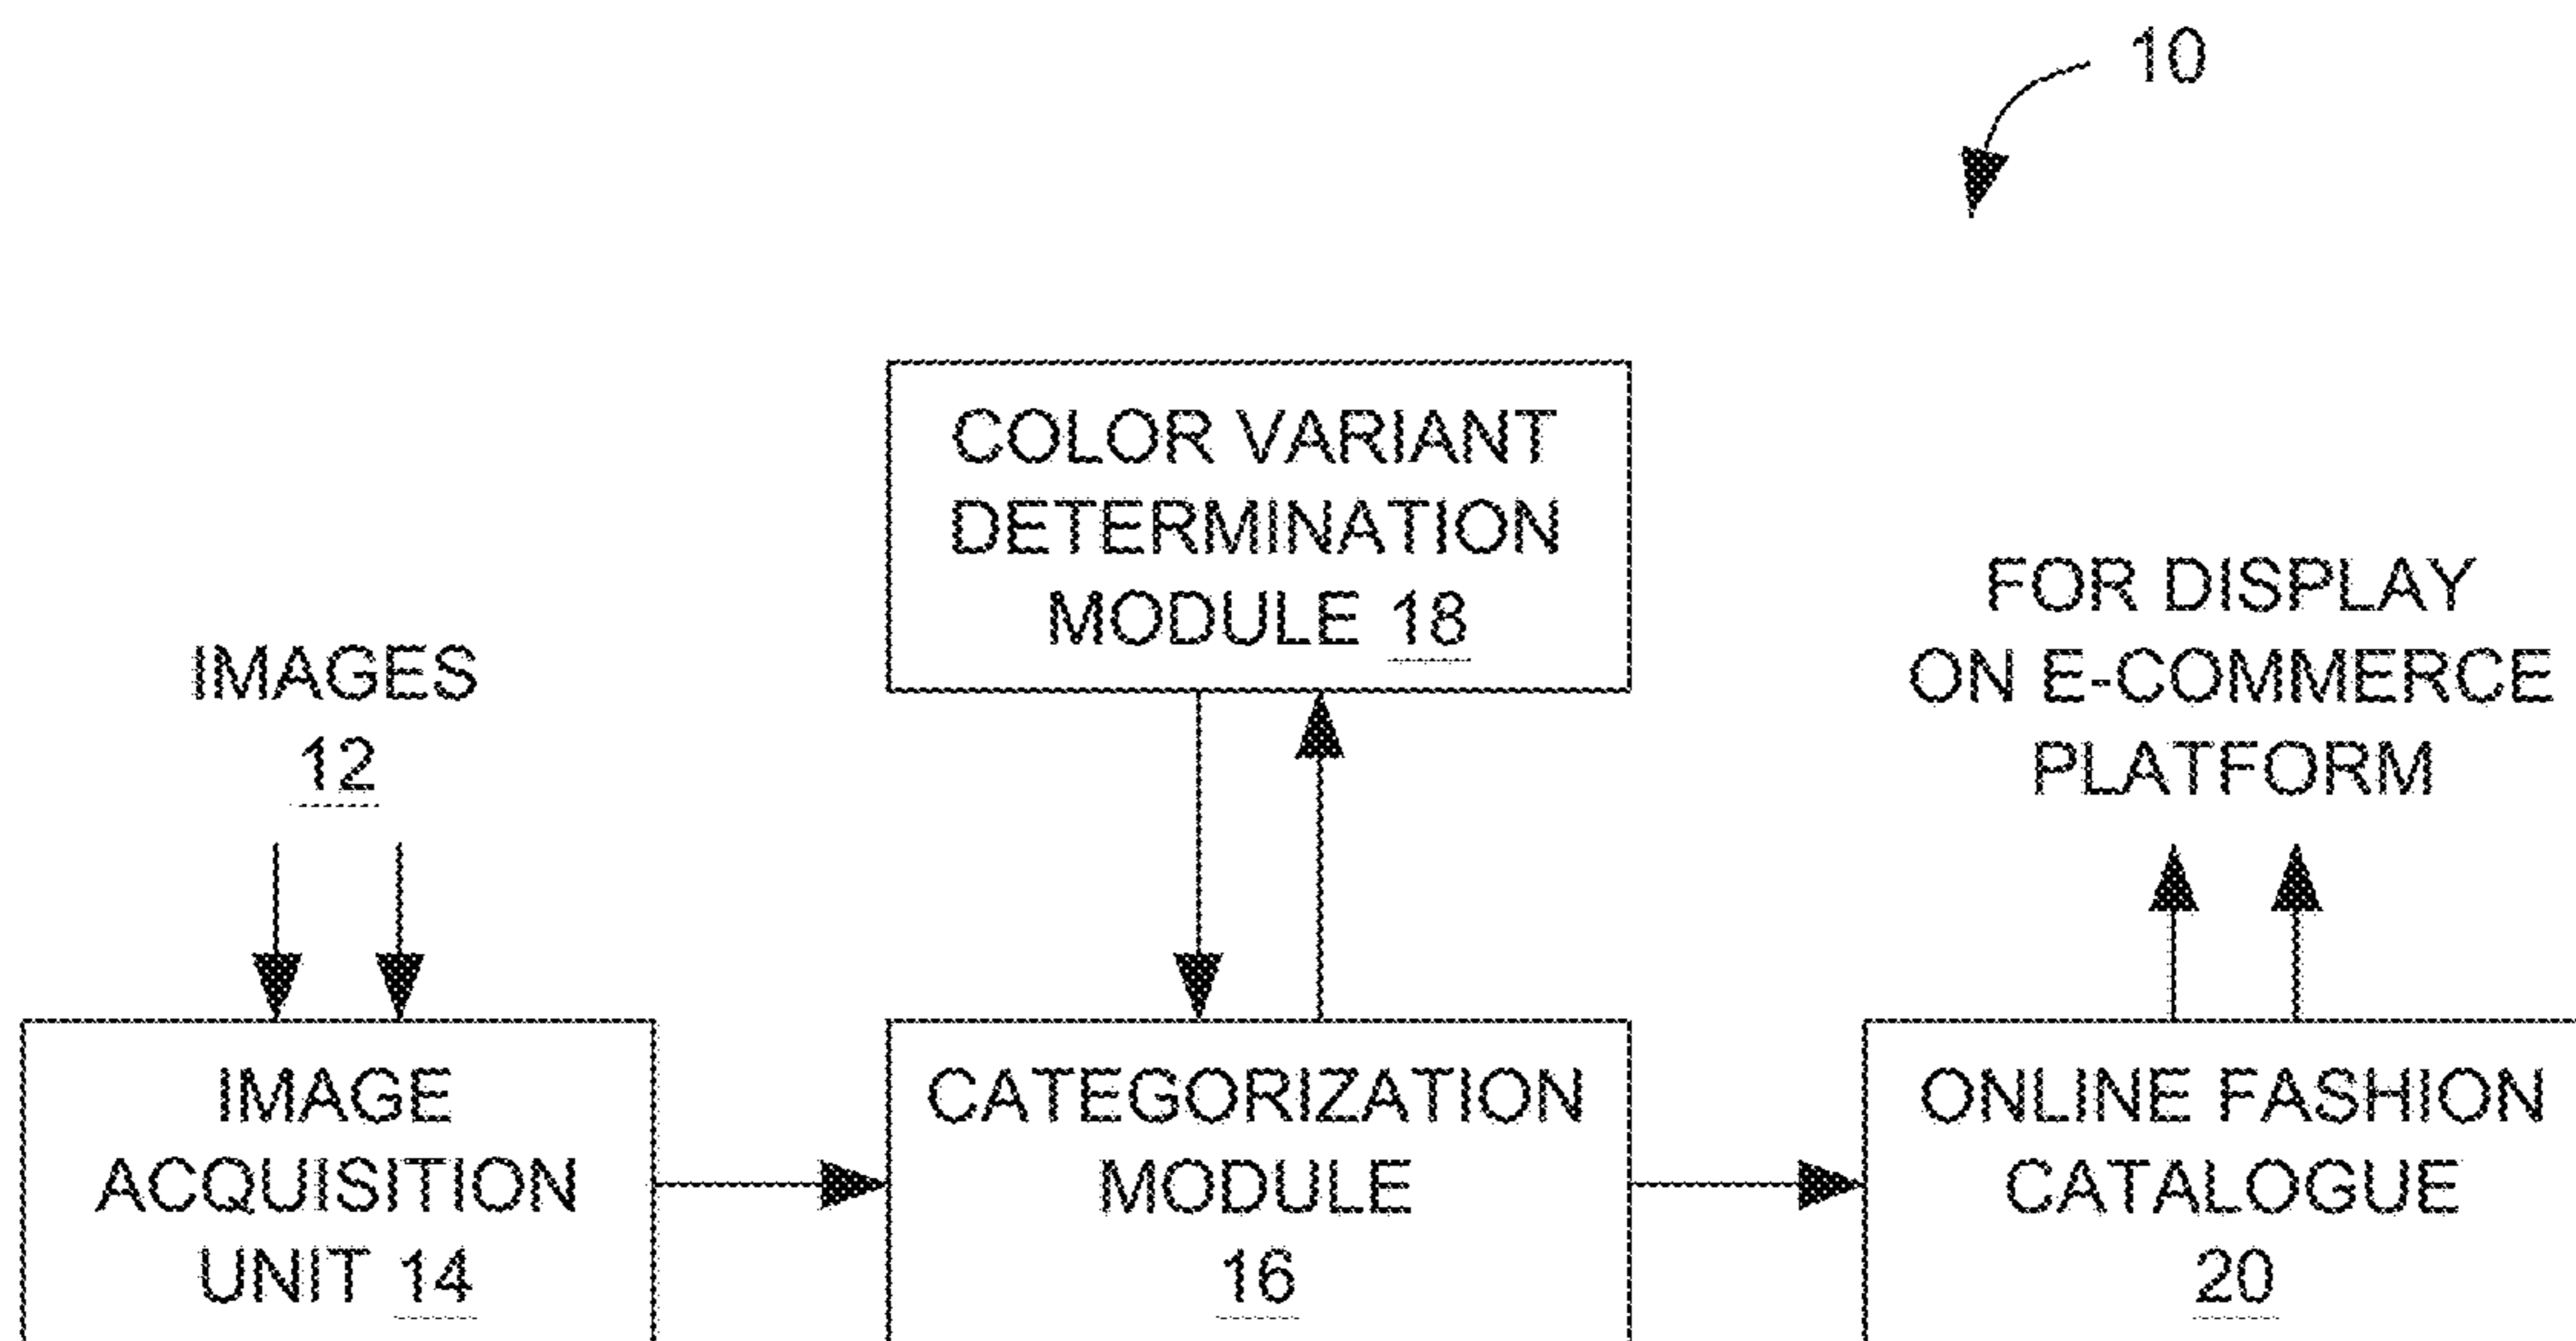 10
COLOR VARIANT
DETERMINATION
MODULE 18
FOR DISPLAY
ON E-COMMERCE
PLATFORM
IMAGES
12
IMAGE
ACQUISITION
UNIT 14
CATEGORIZATION
MODULE
16
ONLINE FASHION
CATALOGUE
20